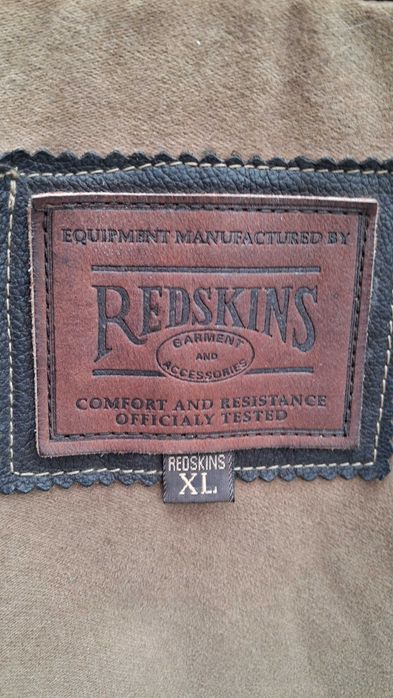 EQUIPMENT MANUFACTURED BY
REDSKINS
GARMENT
AND
ACCESSORIES
COMFORT AND RESISTANCE
OFFICIALY TESTED
REDSKINS
XL